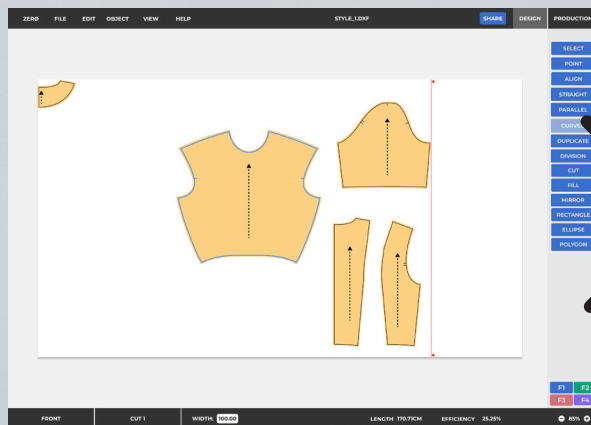 ZERØ FILE EDIT OBJECT VIEW HELP STYLE_1.DXF SHARE DESIGN PRODUCTION
SELECT
POINT
ALIGN
STRAIGHT
PARALLEL
CURVE
DUPLICATE
DIVISION
CUT
FILL
MIRROR
RECTANGLE
ELLIPSE
POLYGON
F1 F2
F3 F4
FRONT CUT 1 WIDTH: 100.00 LENGTH 170.71CM EFFICIENCY 25.25% 85%